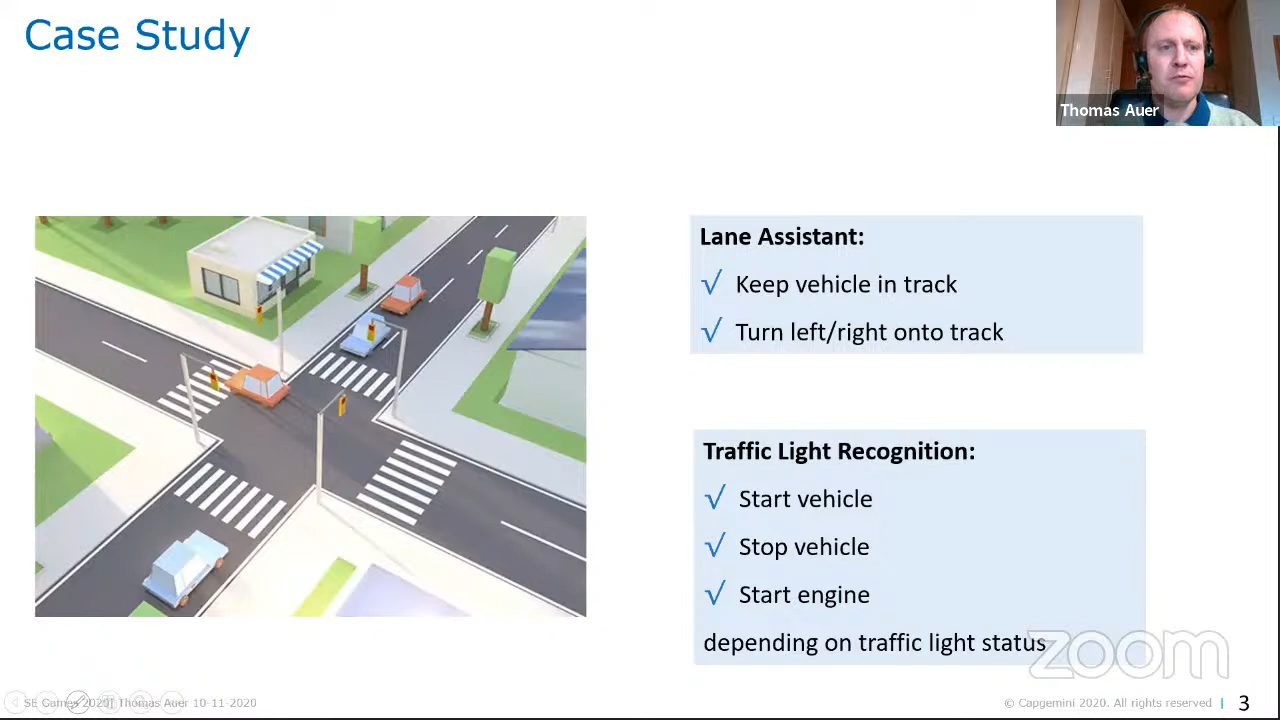 Case Study
Thomas Auer
Lane Assistant:
√ Keep vehicle in track
√ Turn left/right onto track
Traffic Light Recognition:
√ Start vehicle
√ Stop vehicle
√ Start engine
depending on traffic light status
zoom
SE Games 2020| Thomas Auer 10-11-2020
© Capgemini 2020. All rights reserved | 3